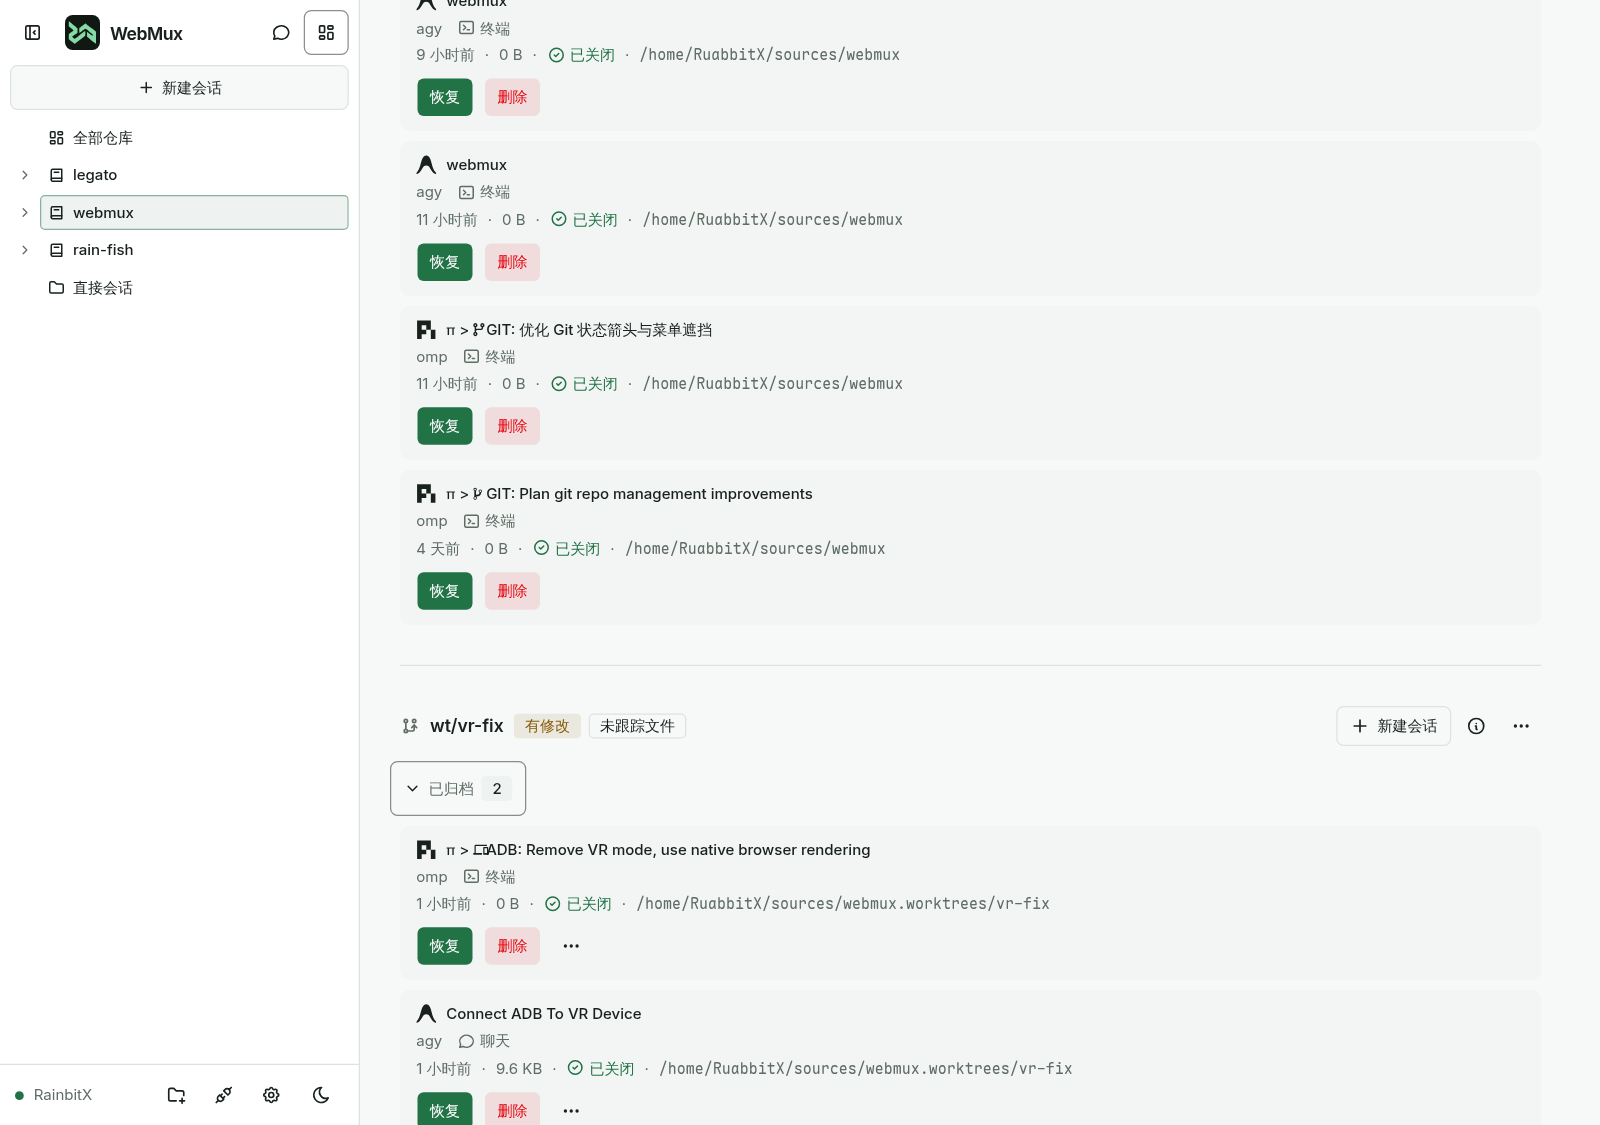 WebMux
新建会话
全部仓库
legato
webmux
rain-fish
直接会话
RainbitX
webmux
agy 终端
9 小时前 · 0 B · 已关闭 · /home/RuabbitX/sources/webmux
恢复 删除
webmux
agy 终端
11 小时前 · 0 B · 已关闭 · /home/RuabbitX/sources/webmux
恢复 删除
π > GIT: 优化 Git 状态箭头与菜单遮挡
omp 终端
11 小时前 · 0 B · 已关闭 · /home/RuabbitX/sources/webmux
恢复 删除
π > GIT: Plan git repo management improvements
omp 终端
4 天前 · 0 B · 已关闭 · /home/RuabbitX/sources/webmux
恢复 删除
wt/vr-fix 有修改 未跟踪文件 新建会话
已归档 2
π > ADB: Remove VR mode, use native browser rendering
omp 终端
1 小时前 · 0 B · 已关闭 · /home/RuabbitX/sources/webmux.worktrees/vr-fix
恢复 删除
Connect ADB To VR Device
agy 聊天
1 小时前 · 9.6 KB · 已关闭 · /home/RuabbitX/sources/webmux.worktrees/vr-fix
恢复 删除